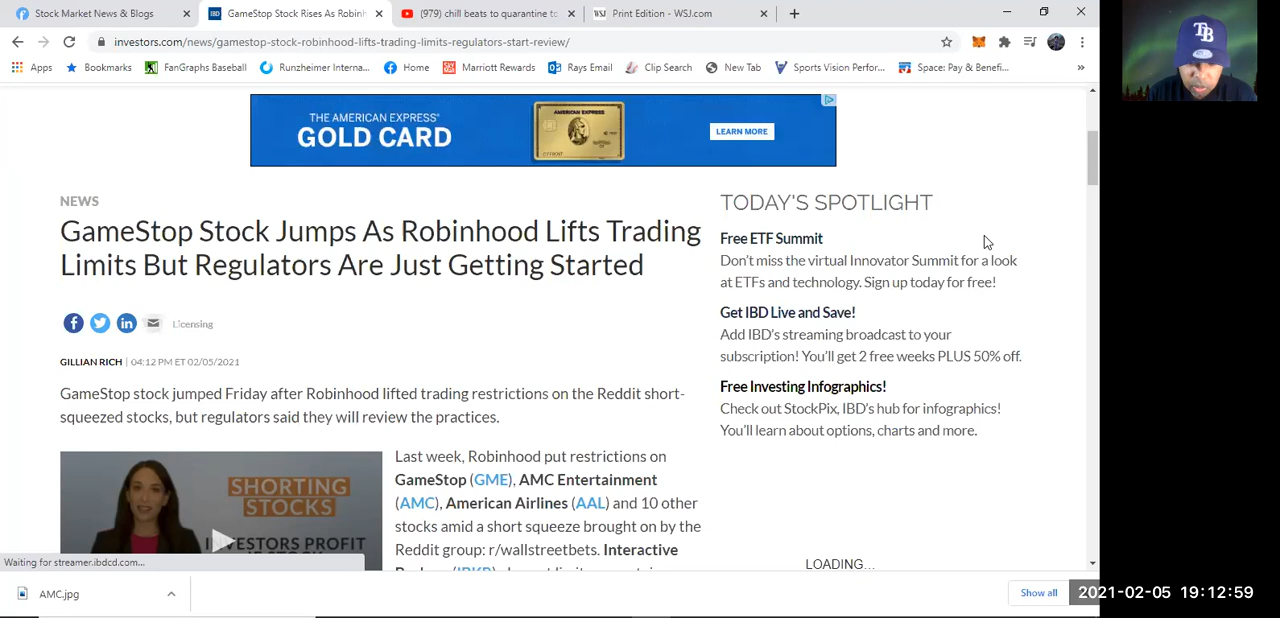 Stock Market News & Blogs
GameStop Stock Rises As Robinh
(979) chill beats to quarantine to
Print Edition - WSJ.com
investors.com/news/gamestop-stock-robinhood-lifts-trading-limits-regulators-start-review/
Apps
Bookmarks
FanGraphs Baseball
Runzheimer Interna...
Home
Marriott Rewards
Rays Email
Clip Search
New Tab
Sports Vision Perfor...
Space: Pay & Benefi...
THE AMERICAN EXPRESS®
GOLD CARD
AMERICAN EXPRESS
LEARN MORE
NEWS
GameStop Stock Jumps As Robinhood Lifts Trading
Limits But Regulators Are Just Getting Started
Licensing
GILLIAN RICH | 04:12 PM ET 02/05/2021
GameStop stock jumped Friday after Robinhood lifted trading restrictions on the Reddit short-
squeezed stocks, but regulators said they will review the practices.
SHORTING
STOCKS
INVESTORS PROFIT
Last week, Robinhood put restrictions on
GameStop (GME), AMC Entertainment
(AMC), American Airlines (AAL) and 10 other
stocks amid a short squeeze brought on by the
Reddit group: r/wallstreetbets. Interactive
TODAY'S SPOTLIGHT
Free ETF Summit
Don't miss the virtual Innovator Summit for a look
at ETFs and technology. Sign up today for free!
Get IBD Live and Save!
Add IBD's streaming broadcast to your
subscription! You'll get 2 free weeks PLUS 50% off.
Free Investing Infographics!
Check out StockPix, IBD's hub for infographics!
You'll learn about options, charts and more.
LOADING...
Waiting for streamer.ibdcd.com...
AMC.jpg
Show all
2021-02-05 19:12:59
TB